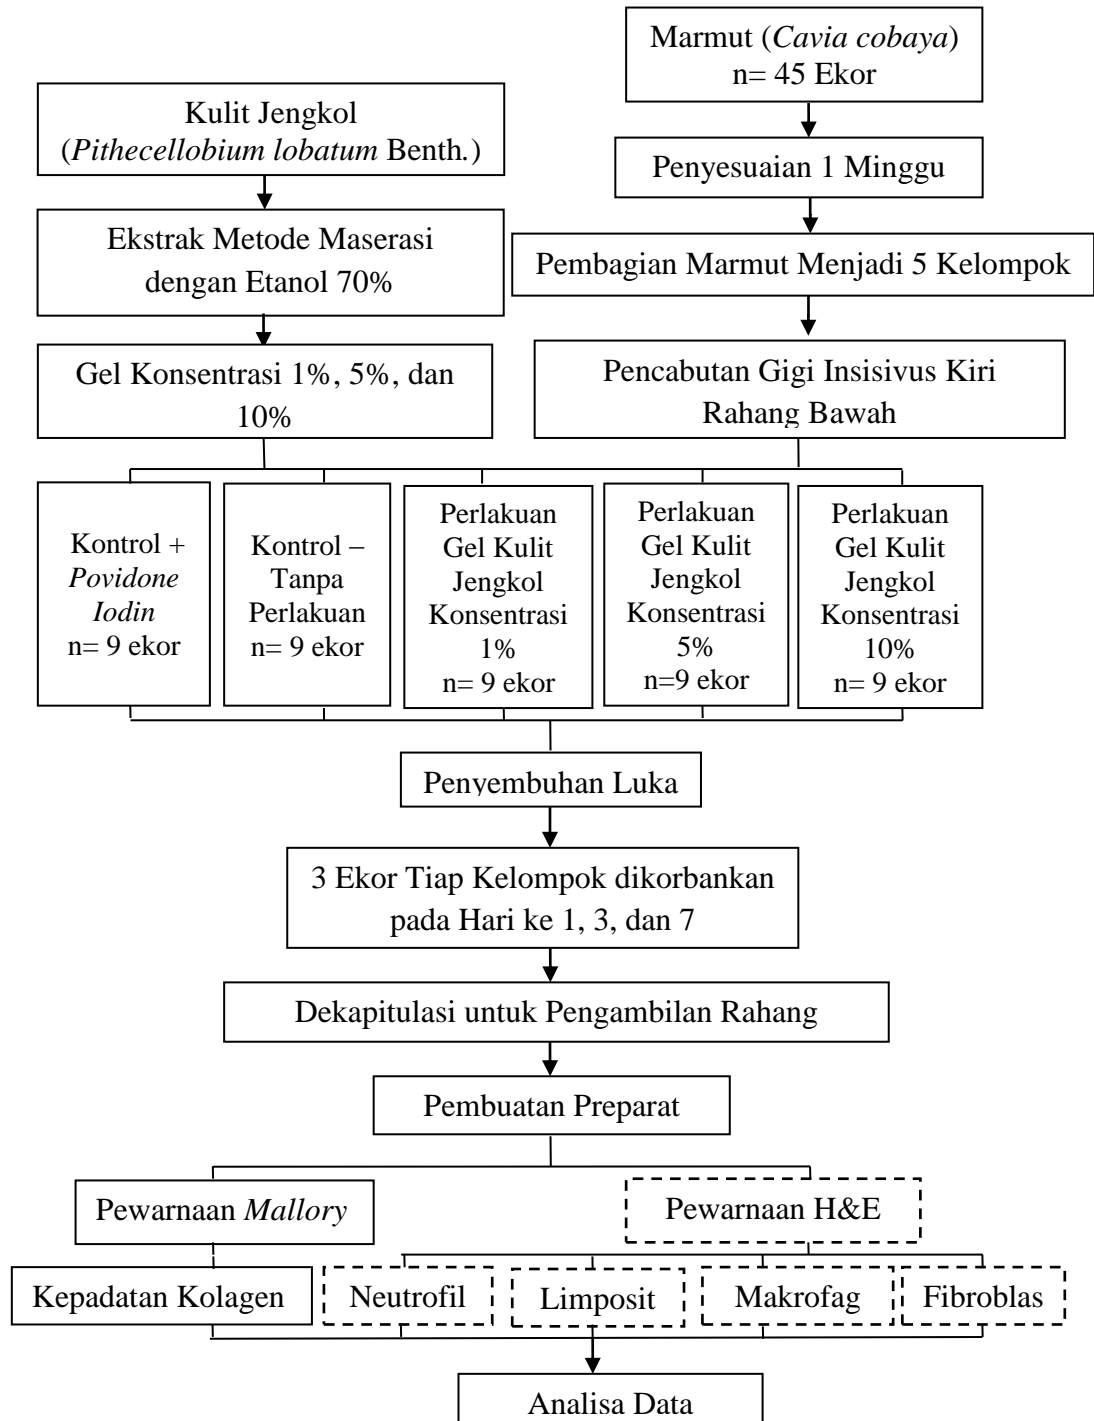 Marmut (Cavia cobaya)
n= 45 Ekor
Kulit Jengkol
(Pithecellobium lobatum Benth.)
Penyesuaian 1 Minggu
Ekstrak Metode Maserasi
dengan Etanol 70%
Pembagian Marmut Menjadi 5 Kelompok
Gel Konsentrasi 1%, 5%, dan
10%
Pencabutan Gigi Insisivus Kiri
Rahang Bawah
Kontrol +
Povidone
Iodin
n= 9 ekor
Kontrol –
Tanpa
Perlakuan
n= 9 ekor
Perlakuan
Gel Kulit
Jengkol
Konsentrasi
1%
n= 9 ekor
Perlakuan
Gel Kulit
Jengkol
Konsentrasi
5%
n=9 ekor
Perlakuan
Gel Kulit
Jengkol
Konsentrasi
10%
n= 9 ekor
Penyembuhan Luka
3 Ekor Tiap Kelompok dikorbankan
pada Hari ke 1, 3, dan 7
Dekapitulasi untuk Pengambilan Rahang
Pembuatan Preparat
Pewarnaan Mallory
Pewarnaan H&E
Kepadatan Kolagen
Neutrofil
Limposit
Makrofag
Fibroblas
Analisa Data